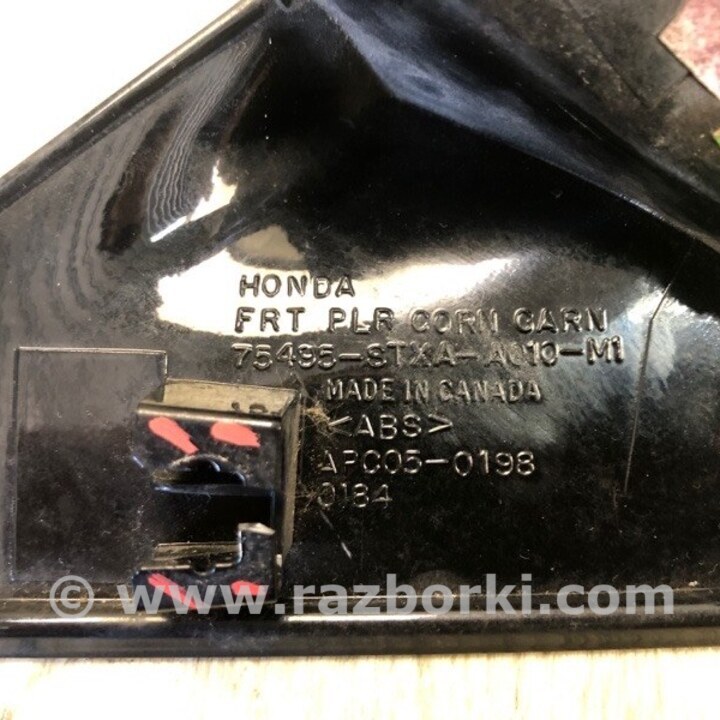 HONDA
FRT PLR CORN GARN
75495-STXA-A010-M1
MADE IN CANADA
>ABS<
APC05-0198
0184
© www.razborki.com